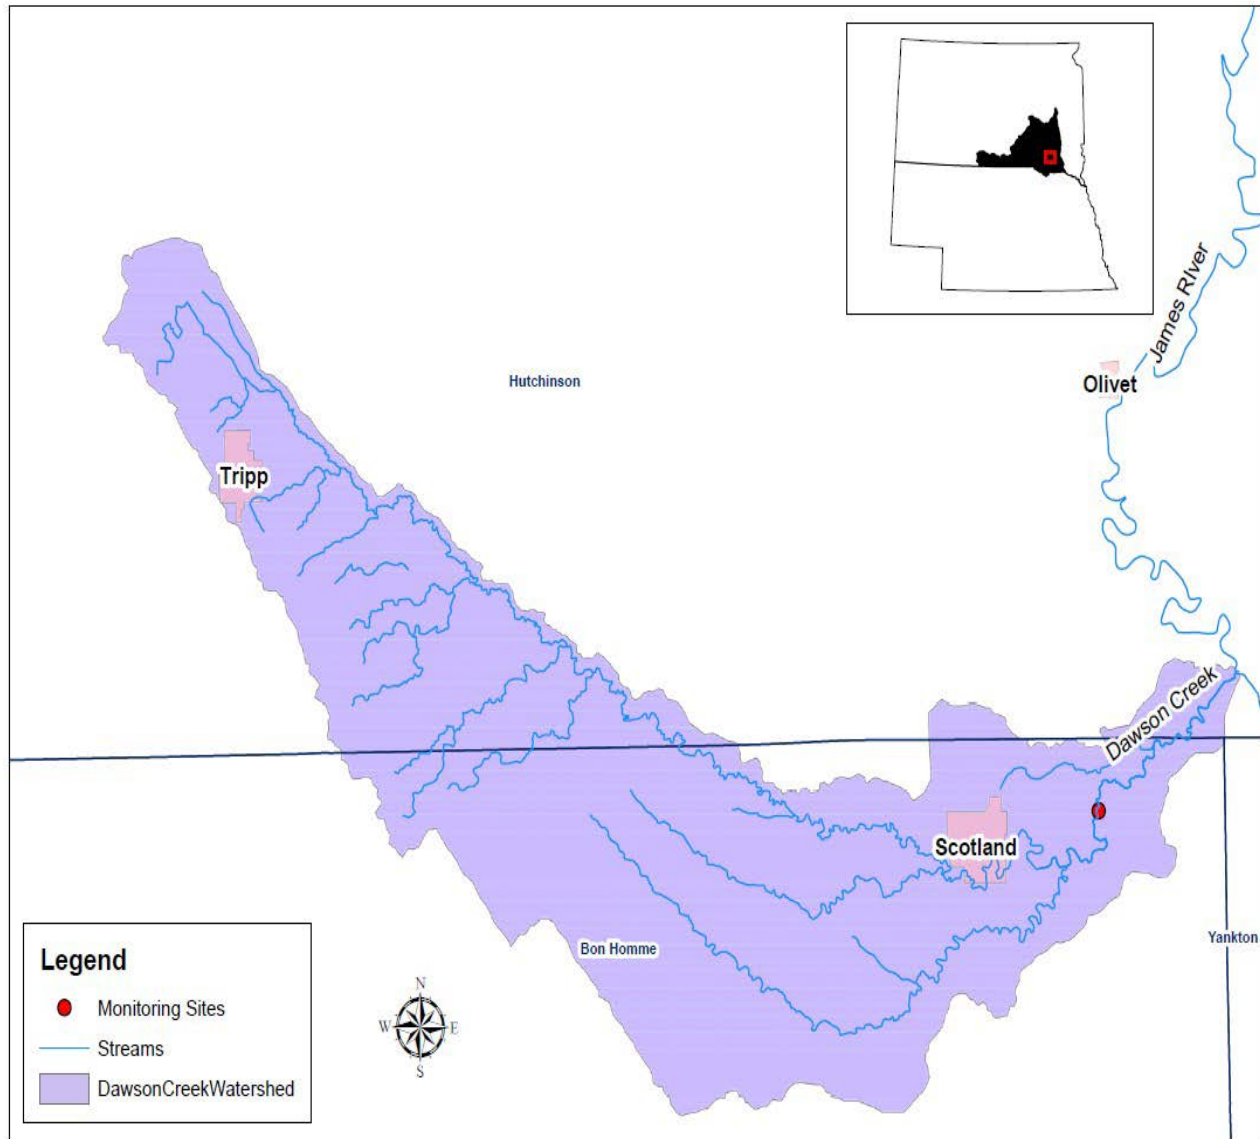 James RIver
Olivet
Hutchinson
Tripp
Dawson Creek
Scotland
Bon Homme
Yankton
Legend
Monitoring Sites
Streams
DawsonCreekWatershed
N
W
E
S